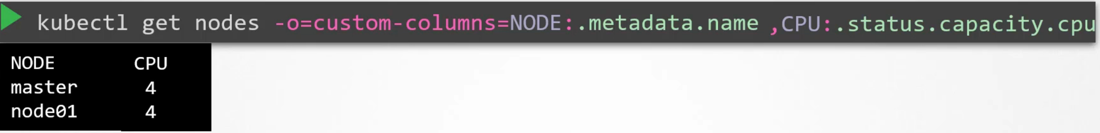 kubectl get nodes -o=custom-columns=NODE:.metadata.name ,CPU:.status.capacity.cpu
NODE CPU
master 4
node01 4